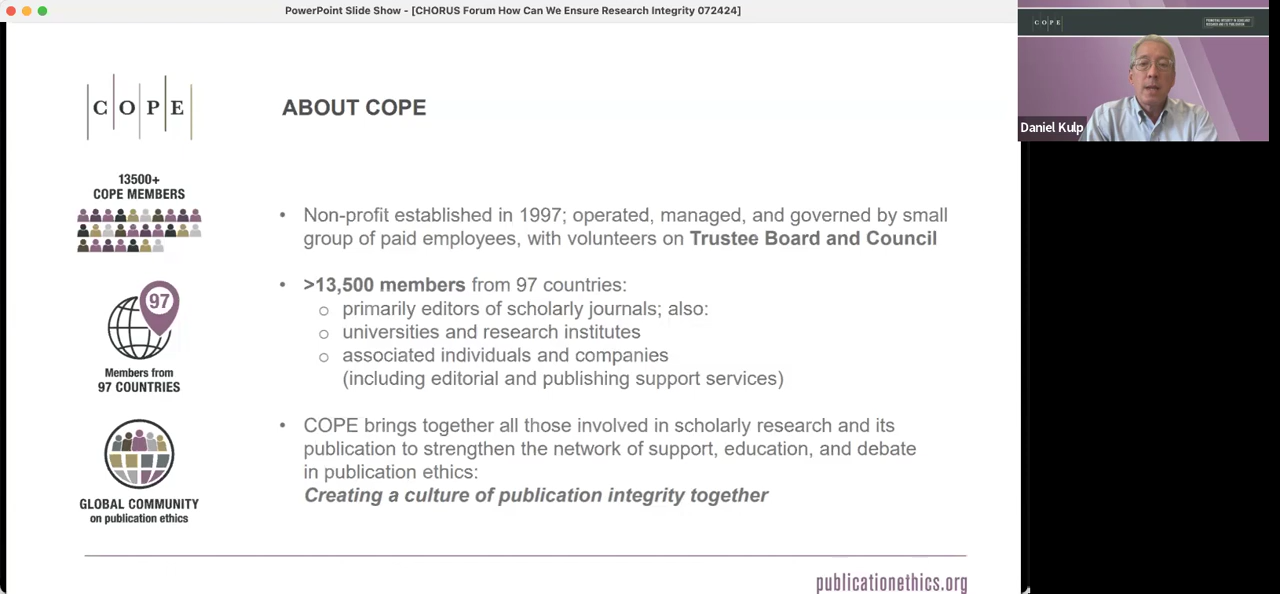 PowerPoint Slide Show - [CHORUS Forum How Can We Ensure Research Integrity 072424]
COPE
Daniel Kulp
COPE
ABOUT COPE
13500+
COPE MEMBERS
97
Members from
97 COUNTRIES
GLOBAL COMMUNITY
on publication ethics
• Non-profit established in 1997; operated, managed, and governed by small
group of paid employees, with volunteers on Trustee Board and Council
• >13,500 members from 97 countries:
o primarily editors of scholarly journals; also:
o universities and research institutes
o associated individuals and companies
(including editorial and publishing support services)
• COPE brings together all those involved in scholarly research and its
publication to strengthen the network of support, education, and debate
in publication ethics:
Creating a culture of publication integrity together
publicationethics.org